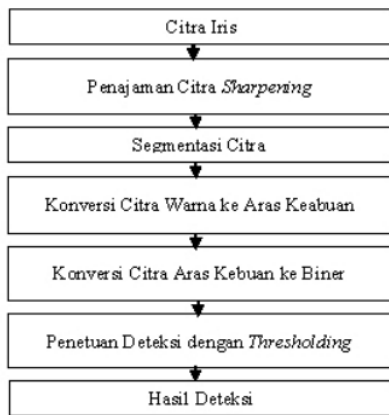 Citra Iris
Penajaman Citra Sharpening
Segmentasi Citra
Konversi Citra Warna ke Aras Keabuan
Konversi Citra Aras Kebuan ke Biner
Penetuan Deteksi dengan Thresholding
Hasil Deteksi